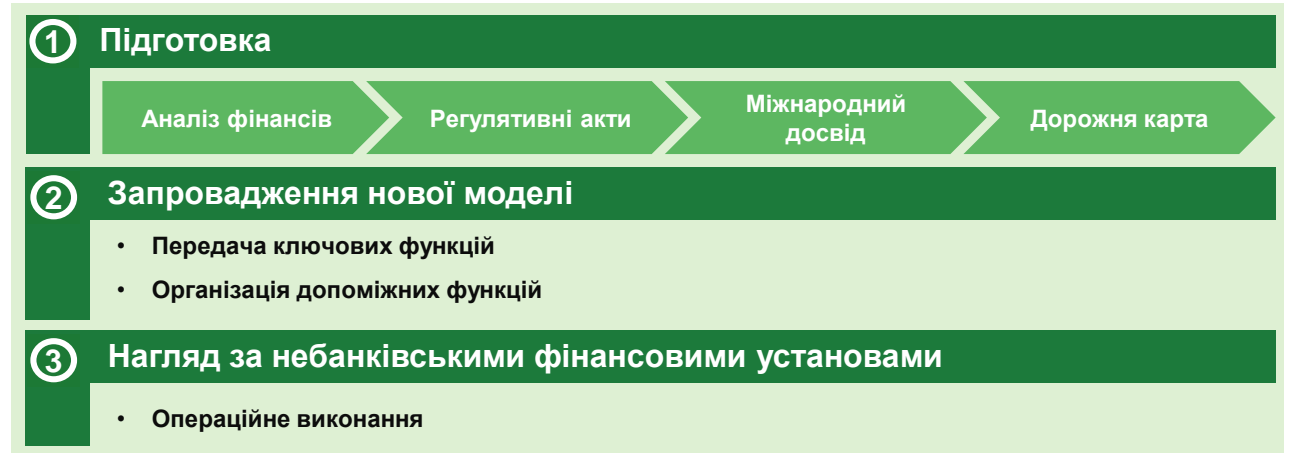 1 Підготовка
Аналіз фінансів
Регулятивні акти
Міжнародний
досвід
Дорожня карта
2 Запровадження нової моделі
• Передача ключових функцій
• Організація допоміжних функцій
3 Нагляд за небанківськими фінансовими установами
• Операційне виконання